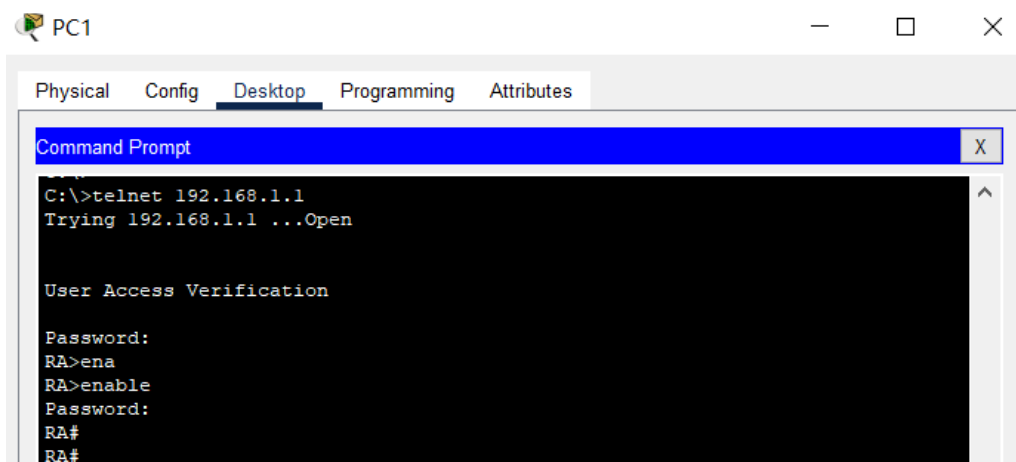 PC1
Physical Config Desktop Programming Attributes
Command Prompt X
C:\>telnet 192.168.1.1
Trying 192.168.1.1 ...Open
User Access Verification
Password:
RA>ena
RA>enable
Password:
RA#
RA#